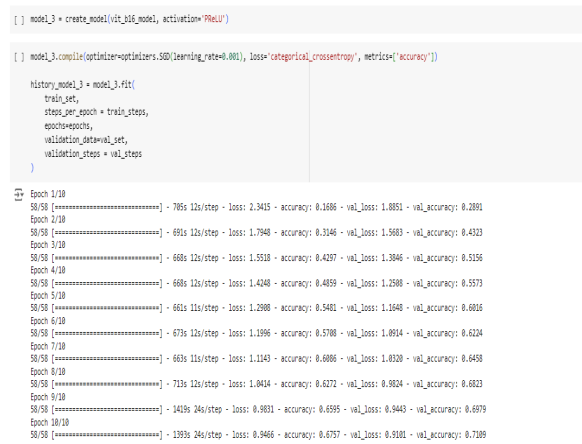 [ ] model_3 = create_model(vit_b16_model, activation='PReLU')
[ ] model_3.compile(optimizer=optimizers.SGD(learning_rate=0.001), loss='categorical_crossentropy', metrics=['accuracy'])
history_model_3 = model_3.fit(
train_set,
steps_per_epoch = train_steps,
epochs=epochs,
validation_data=val_set,
validation_steps = val_steps
)
Epoch 1/10
58/58 [==============================] - 705s 12s/step - loss: 2.3415 - accuracy: 0.1686 - val_loss: 1.8851 - val_accuracy: 0.2891
Epoch 2/10
58/58 [==============================] - 691s 12s/step - loss: 1.7948 - accuracy: 0.3146 - val_loss: 1.5683 - val_accuracy: 0.4323
Epoch 3/10
58/58 [==============================] - 668s 12s/step - loss: 1.5518 - accuracy: 0.4297 - val_loss: 1.3846 - val_accuracy: 0.5156
Epoch 4/10
58/58 [==============================] - 668s 12s/step - loss: 1.4248 - accuracy: 0.4859 - val_loss: 1.2508 - val_accuracy: 0.5573
Epoch 5/10
58/58 [==============================] - 661s 11s/step - loss: 1.2908 - accuracy: 0.5481 - val_loss: 1.1648 - val_accuracy: 0.6016
Epoch 6/10
58/58 [==============================] - 673s 12s/step - loss: 1.1996 - accuracy: 0.5708 - val_loss: 1.0914 - val_accuracy: 0.6224
Epoch 7/10
58/58 [==============================] - 663s 11s/step - loss: 1.1143 - accuracy: 0.6086 - val_loss: 1.0320 - val_accuracy: 0.6458
Epoch 8/10
58/58 [==============================] - 713s 12s/step - loss: 1.0414 - accuracy: 0.6272 - val_loss: 0.9824 - val_accuracy: 0.6823
Epoch 9/10
58/58 [==============================] - 1419s 24s/step - loss: 0.9831 - accuracy: 0.6595 - val_loss: 0.9443 - val_accuracy: 0.6979
Epoch 10/10
58/58 [==============================] - 1393s 24s/step - loss: 0.9466 - accuracy: 0.6757 - val_loss: 0.9101 - val_accuracy: 0.7109